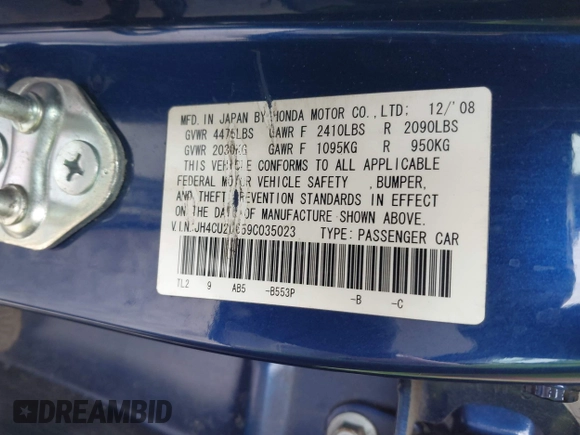 MFD. IN JAPAN BY HONDA MOTOR CO., LTD: 12/'08
GVWR 4475LBS GAWR F 2410LBS R 2090LBS
GVWR 2030KG GAWR F 1095KG R 950KG
THIS VEHICLE CONFORMS TO ALL APPLICABLE
FEDERAL MOTOR VEHICLE SAFETY , BUMPER,
AND THEFT PREVENTION STANDARDS IN EFFECT
ON THE DATE OF MANUFACTURE SHOWN ABOVE.
V.I.N: TYPE: PASSENGER CAR
TL2 9 AB5 -B553P -B -C
DREAMBID